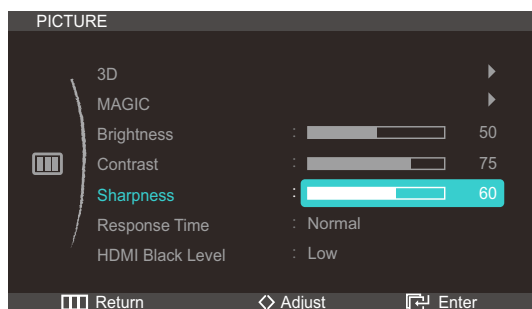 PICTURE
3D
MAGIC
Brightness : 50
Contrast : 75
Sharpness : 60
Response Time : Normal
HDMI Black Level : Low
Return Adjust Enter